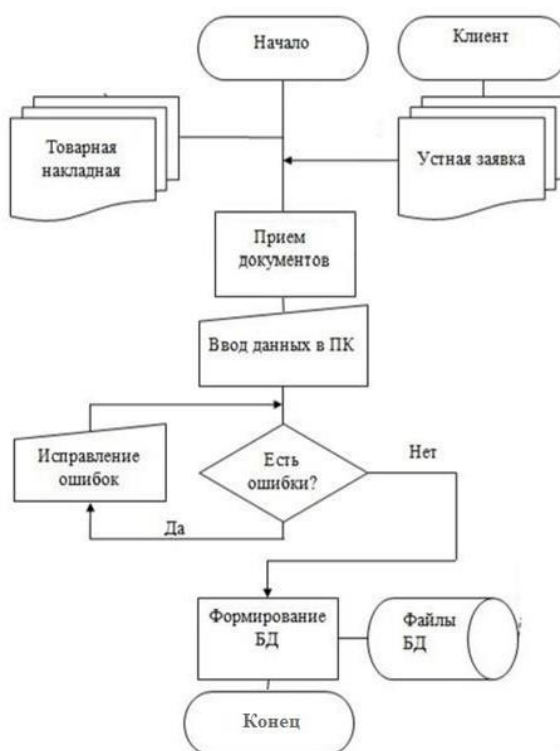 Начало
Клиент
Товарная
накладная
Устная заявка
Прием
документов
Ввод данных в ПК
Исправление
ошибок
Есть
ошибки?
Нет
Да
Формирование
БД
Файлы
БД
Конец